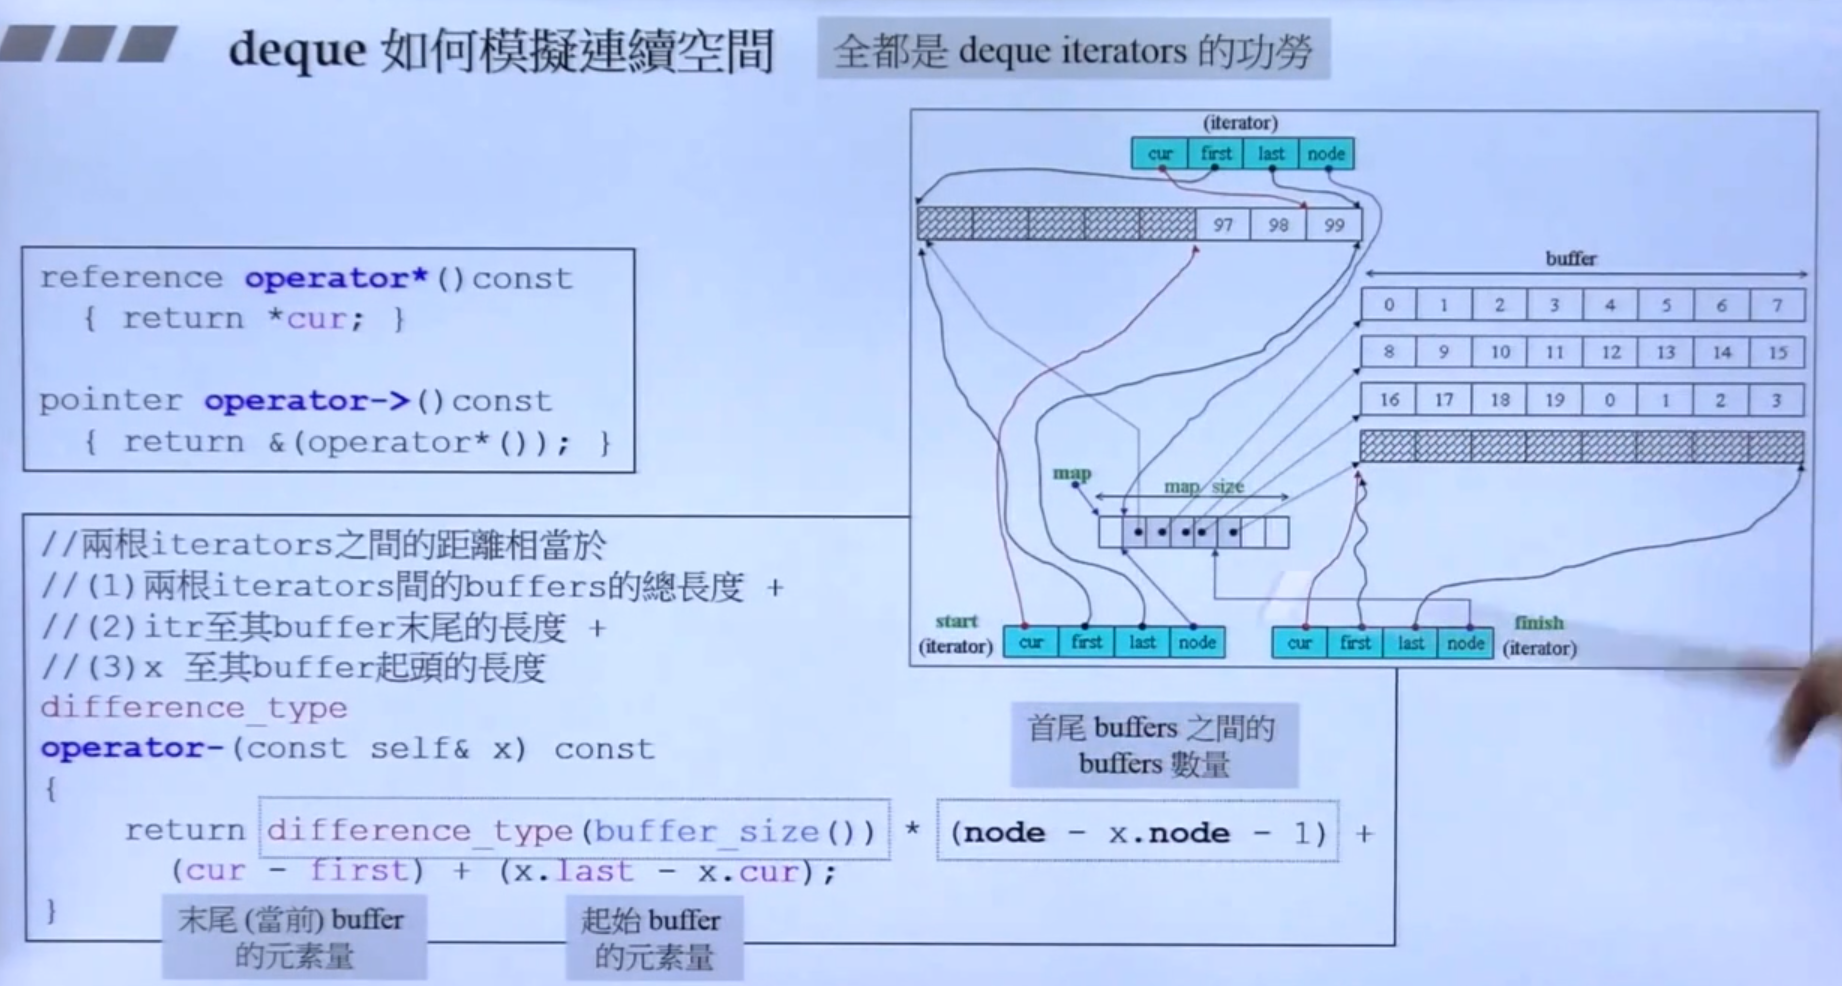 deque 如何模擬連續空間
全都是 deque iterators 的功勞
reference operator*()const
{ return *cur; }
pointer operator->()const
{ return &(operator*()); }
//兩根iterators之間的距離相當於
//(1)兩根iterators間的buffers的總長度 +
//(2)itr至其buffer末尾的長度 +
//(3)x 至其buffer起頭的長度
difference_type
operator-(const self& x) const
{
return difference_type(buffer_size()) * (node - x.node - 1) +
(cur - first) + (x.last - x.cur);
}
首尾 buffers 之間的
buffers 數量
末尾 (當前) buffer
的元素量
起始 buffer
的元素量
(iterator)
cur first last node
97 98 99
buffer
0 1 2 3 4 5 6 7
8 9 10 11 12 13 14 15
16 17 18 19 0 1 2 3
map
map_size
start
(iterator)
cur first last node
cur first last node
finish
(iterator)